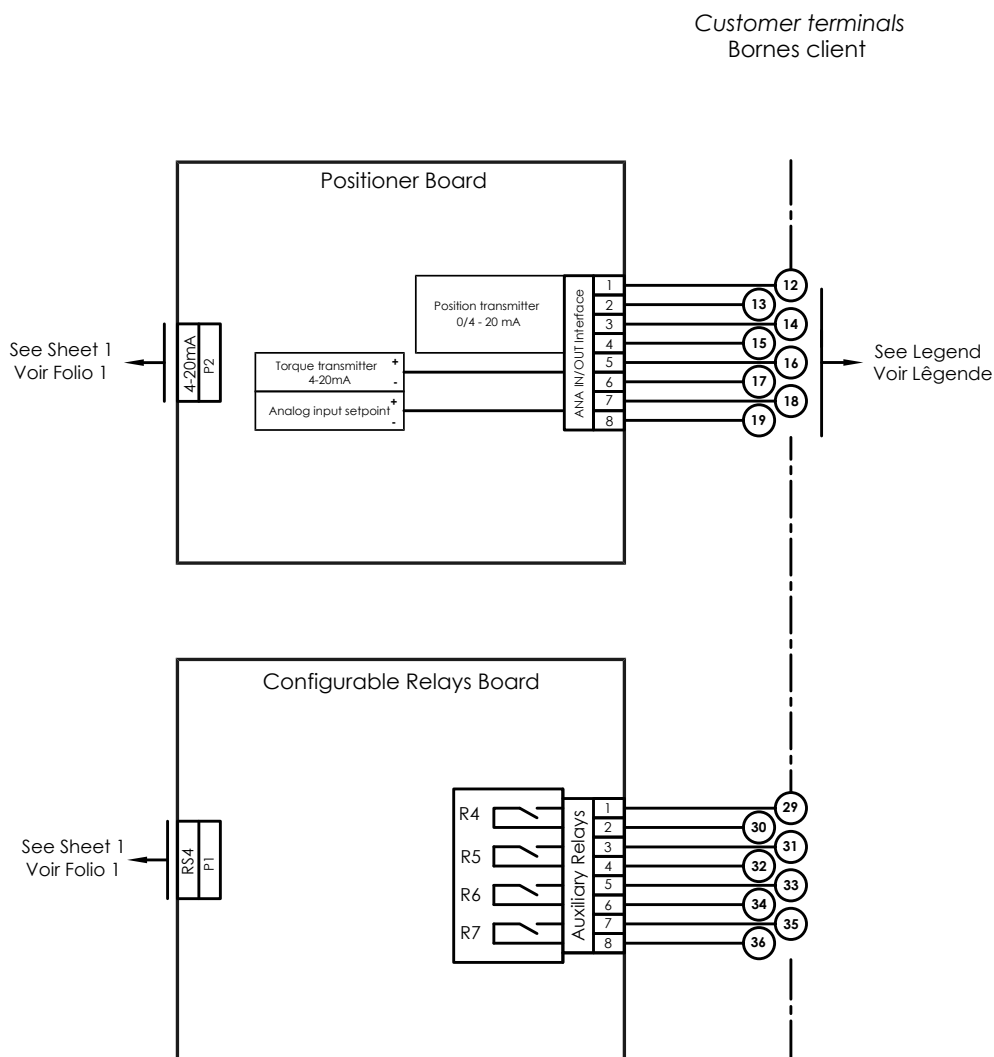 Customer terminals
Bornes client
Positioner Board
Position transmitter
0/4 - 20 mA
ANA IN/OUT Interface
1
2
3
4
5
6
7
8
12
13
14
15
16
17
18
19
See Legend
Voir Lêgende
See Sheet 1
Voir Folio 1
4-20mA
P2
Torque transmitter
4-20mA
+
-
Analog input setpoint
+
-
Configurable Relays Board
See Sheet 1
Voir Folio 1
RS4
P1
R4
R5
R6
R7
Auxiliary Relays
1
2
3
4
5
6
7
8
29
30
31
32
33
34
35
36